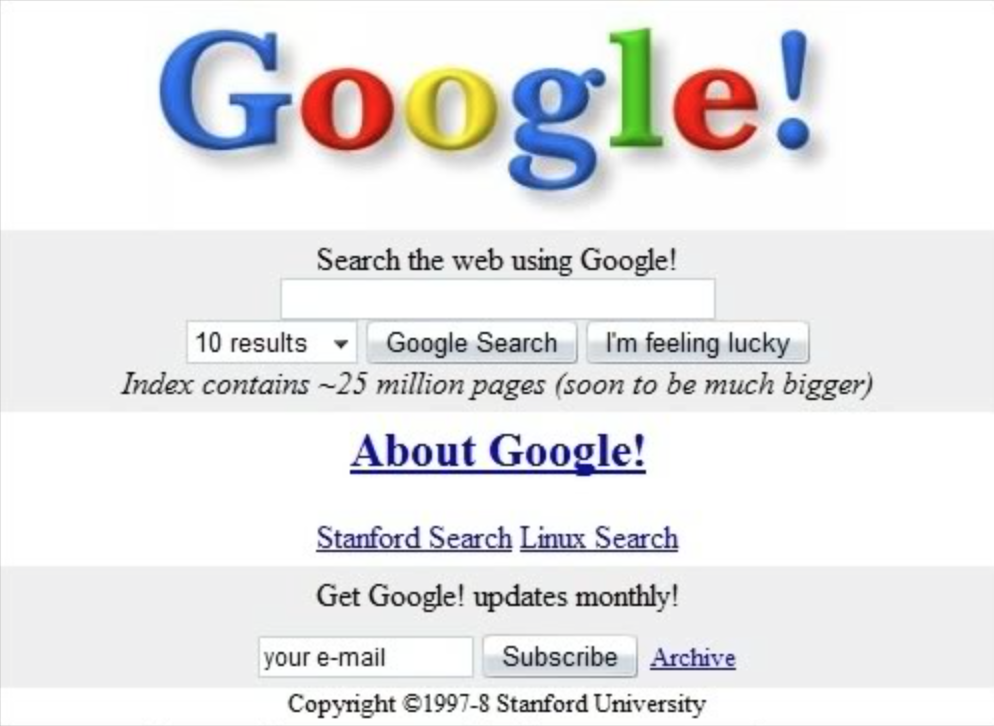 Google!
Search the web using Google!
10 results Google Search I'm feeling lucky
Index contains ~25 million pages (soon to be much bigger)
About Google!
Stanford Search Linux Search
Get Google! updates monthly!
your e-mail Subscribe Archive
Copyright ©1997-8 Stanford University